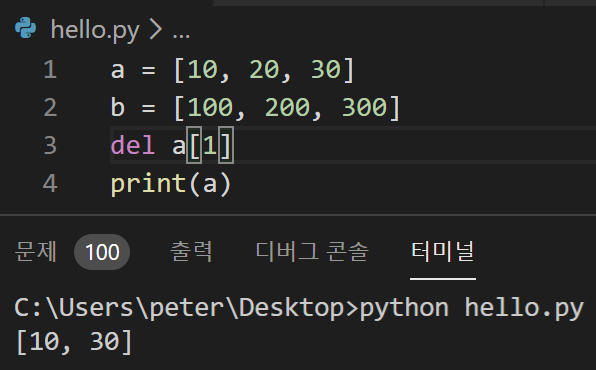 hello.py > ...
1 a = [10, 20, 30]
2 b = [100, 200, 300]
3 del a[1]
4 print(a)
문제 100 출력 디버그 콘솔 터미널
C:\Users\peter\Desktop>python hello.py
[10, 30]